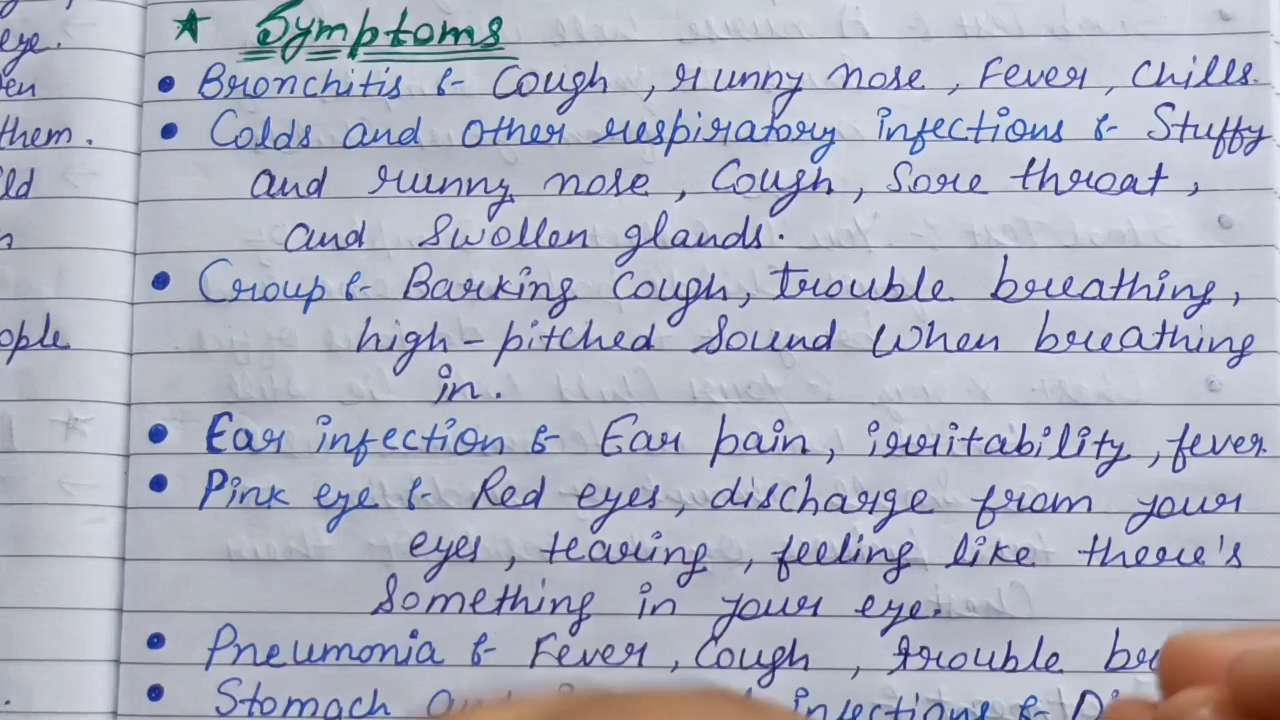 ★ Symptoms
eye.
• Bronchitis :- Cough, runny nose, Fever, Chills.
them.
• Colds and other respiratory infections :- Stuffy
and runny nose, Cough, Sore throat,
and Swollen glands.
• Croup :- Barking Cough, trouble breathing,
high-pitched Sound When breathing
in.
• Ear infection :- Ear pain, irritability, fever
• Pink eye :- Red eyes, discharge from your
eyes, tearing, feeling like there's
Something in your eye.
• Pneumonia :- Fever, Cough, trouble
• Stomach infections :-